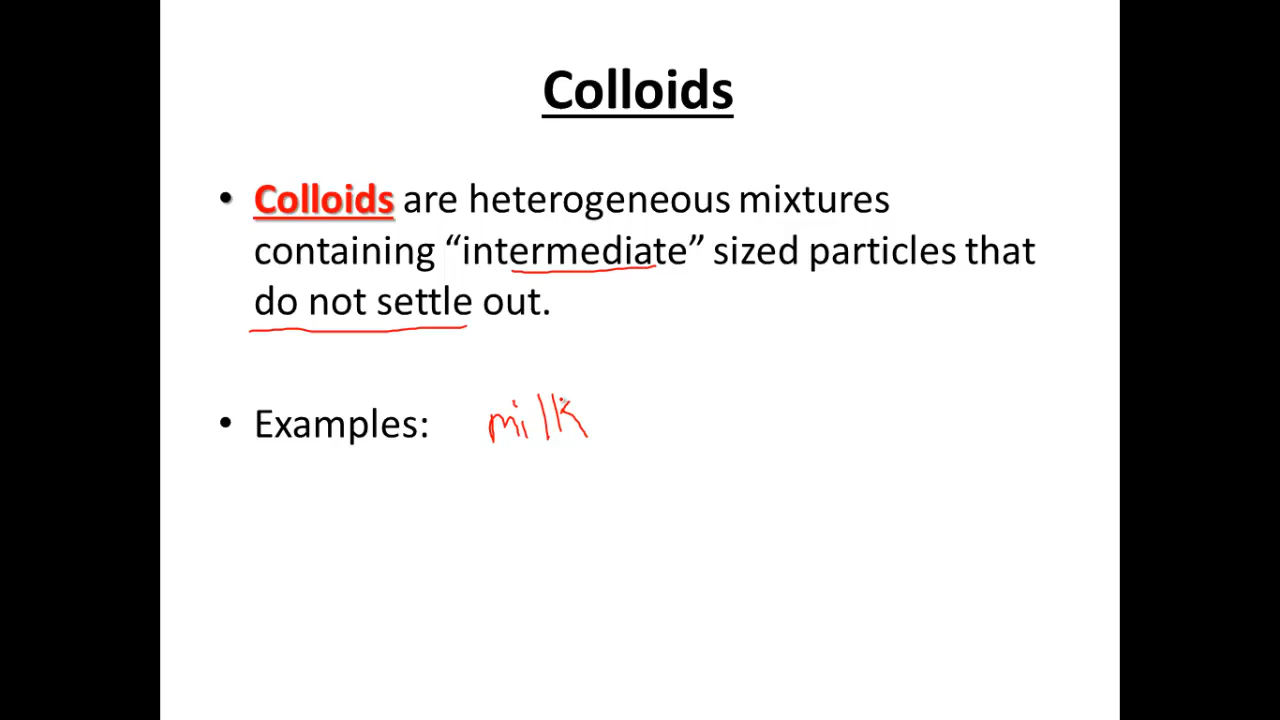 Colloids
• Colloids are heterogeneous mixtures
containing “intermediate” sized particles that
do not settle out.
• Examples: milk